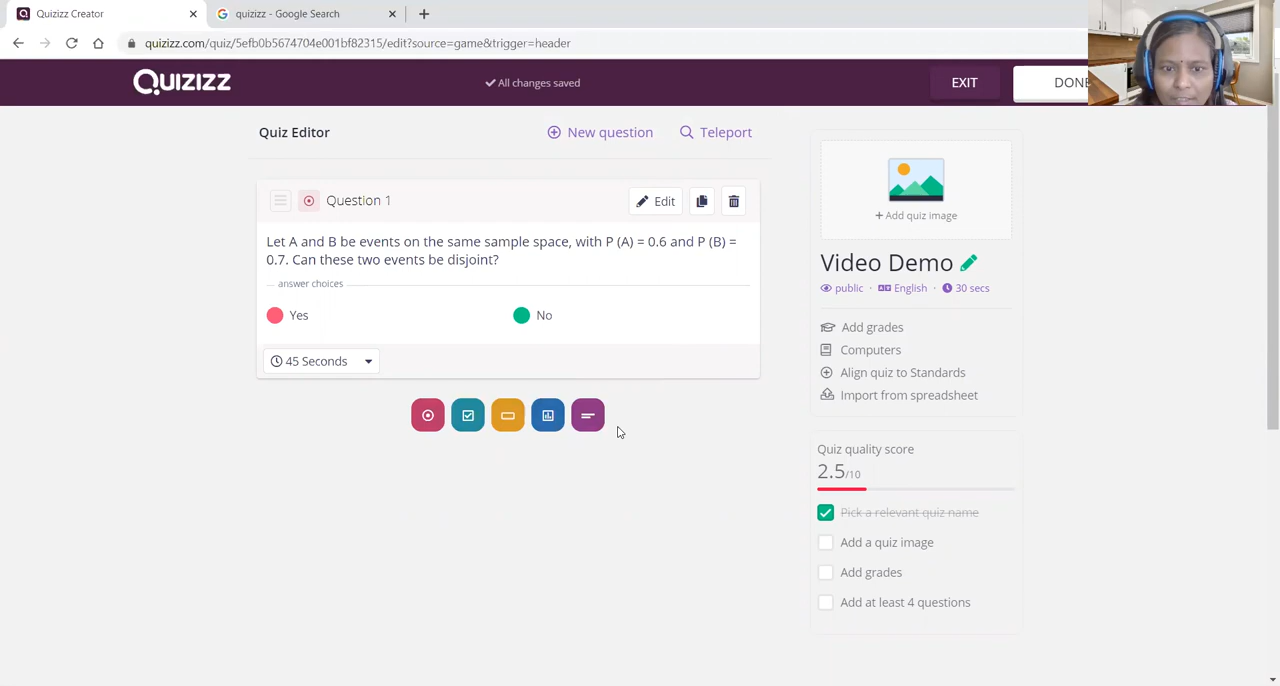 Quizizz Creator
quizizz - Google Search
quizizz.com/quiz/5efb0b5674704e001bf82315/edit?source=game&trigger=header
QUIZIZZ
All changes saved
EXIT
DONE
Quiz Editor
New question
Teleport
Question 1
Edit
Let A and B be events on the same sample space, with P (A) = 0.6 and P (B) =
0.7. Can these two events be disjoint?
answer choices
Yes
No
45 Seconds
+ Add quiz image
Video Demo
public · English · 30 secs
Add grades
Computers
Align quiz to Standards
Import from spreadsheet
Quiz quality score
2.5/10
Pick a relevant quiz name
Add a quiz image
Add grades
Add at least 4 questions